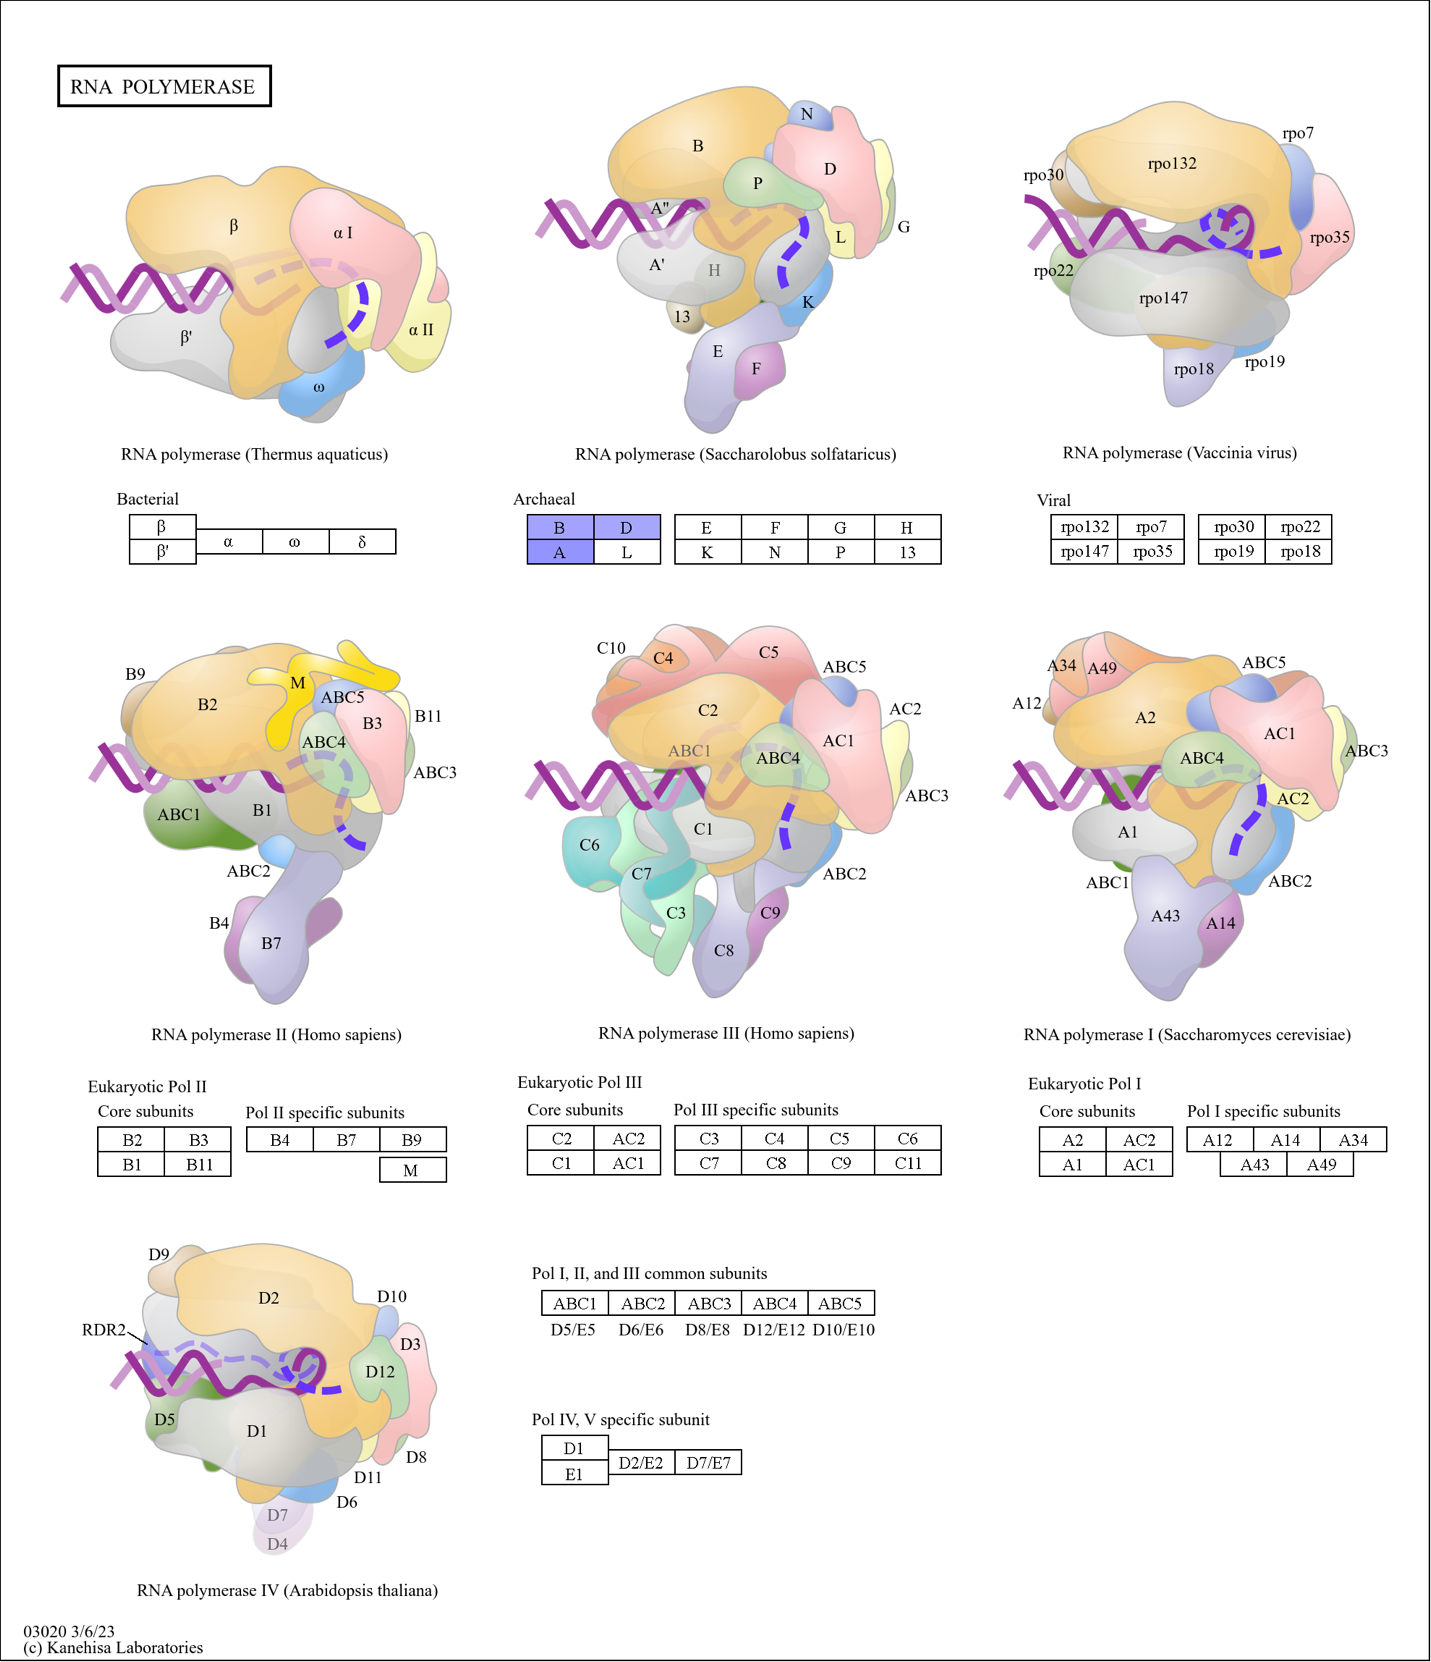 RNA POLYMERASE
β
α I
β'
α II
ω
RNA polymerase (Thermus aquaticus)
B
N
D
P
A''
G
L
A'
H
K
13
E
F
RNA polymerase (Saccharolobus solfataricus)
rpo7
rpo132
rpo30
rpo35
rpo22
rpo147
rpo18
rpo19
RNA polymerase (Vaccinia virus)
Bacterial
β
β'
α ω δ
Archaeal
B D E F G H
A L K N P 13
Viral
rpo132 rpo7 rpo30 rpo22
rpo147 rpo35 rpo19 rpo18
B9
B2
M
ABC5
B3
B11
ABC4
ABC3
ABC1
B1
ABC2
B4
B7
RNA polymerase II (Homo sapiens)
C10
C4
C5
ABC5
C2
AC2
AC1
ABC1
ABC4
ABC3
C1
C6
C7
ABC2
C3
C9
C8
RNA polymerase III (Homo sapiens)
A34
A49
ABC5
A12
A2
AC1
ABC4
ABC3
AC2
A1
ABC1
ABC2
A43
A14
RNA polymerase I (Saccharomyces cerevisiae)
Eukaryotic Pol II
Core subunits
Pol II specific subunits
B2 B3 B4 B7 B9
B1 B11 M
Eukaryotic Pol III
Core subunits
Pol III specific subunits
C2 AC2 C3 C4 C5 C6
C1 AC1 C7 C8 C9 C11
Eukaryotic Pol I
Core subunits
Pol I specific subunits
A2 AC2 A12 A14 A34
A1 AC1 A43 A49
D9
D2
D10
RDR2
D3
D12
D5
D1
D8
D11
D6
D7
D4
RNA polymerase IV (Arabidopsis thaliana)
Pol I, II, and III common subunits
ABC1 ABC2 ABC3 ABC4 ABC5
D5/E5 D6/E6 D8/E8 D12/E12 D10/E10
Pol IV, V specific subunit
D1
E1
D2/E2 D7/E7
03020 3/6/23
(c) Kanehisa Laboratories